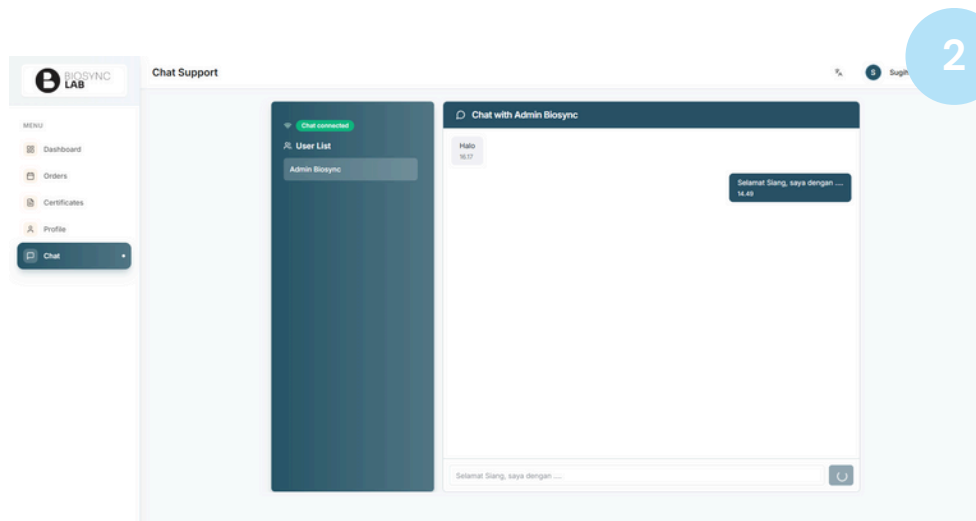 2
BIOSYNC
LAB
Chat Support
S
MENU
Dashboard
Orders
Certificates
Profile
Chat
Chat connected
User List
Admin Biosync
Chat with Admin Biosync
Halo
16.17
Selamat Siang, saya dengan ....
14.49
Selamat Siang, saya dengan ....